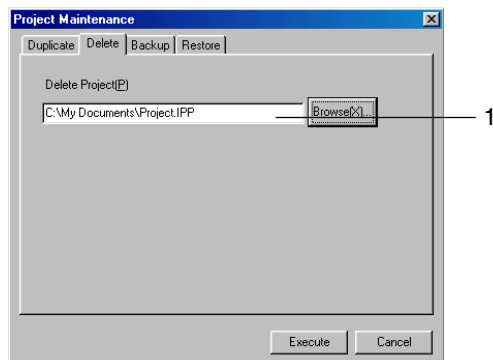 Project Maintenance
Duplicate Delete Backup Restore
Delete Project(P)
C:\My Documents\Project.IPP Browse(X)... 1
Execute Cancel